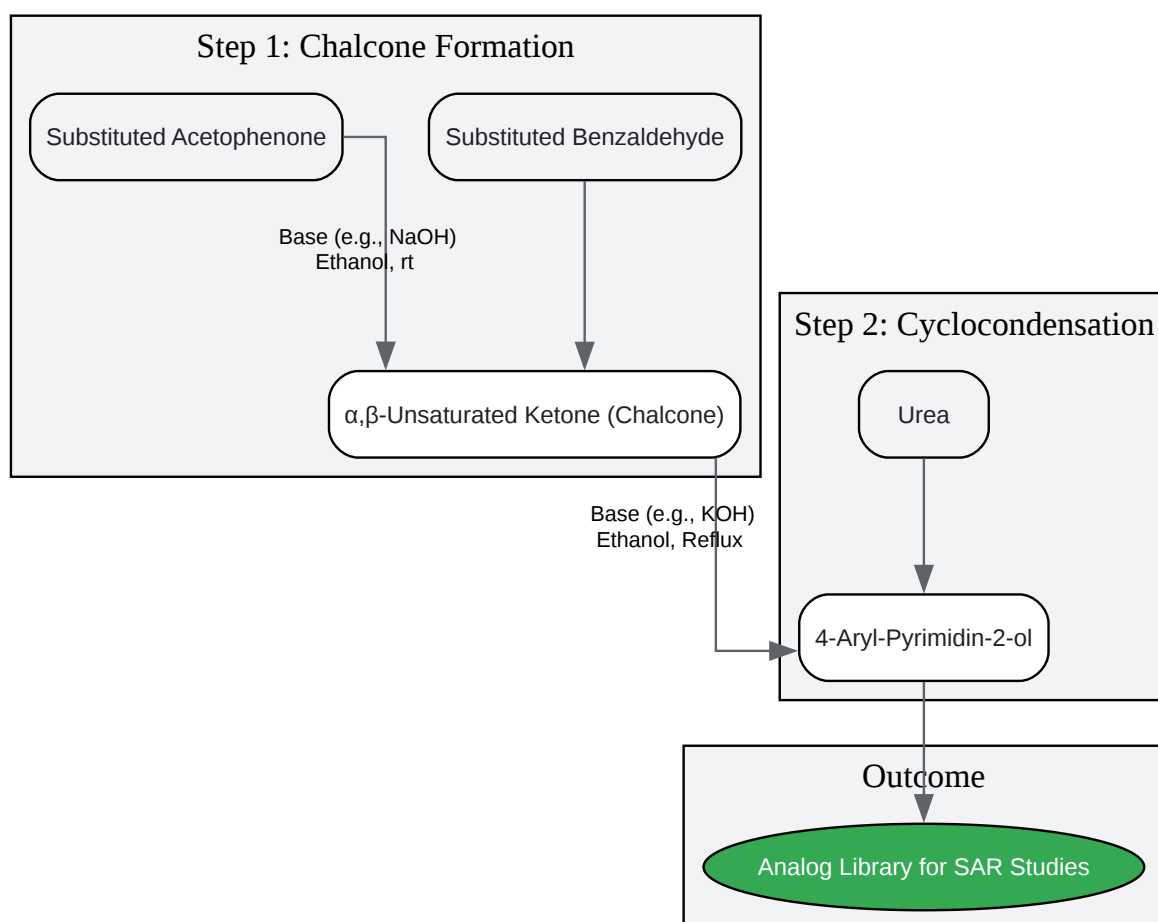 Step 1: Chalcone Formation
Substituted Acetophenone
Substituted Benzaldehyde
Base (e.g., NaOH)
Ethanol, rt
α,β-Unsaturated Ketone (Chalcone)
Step 2: Cyclocondensation
Urea
Base (e.g., KOH)
Ethanol, Reflux
4-Aryl-Pyrimidin-2-ol
Outcome
Analog Library for SAR Studies